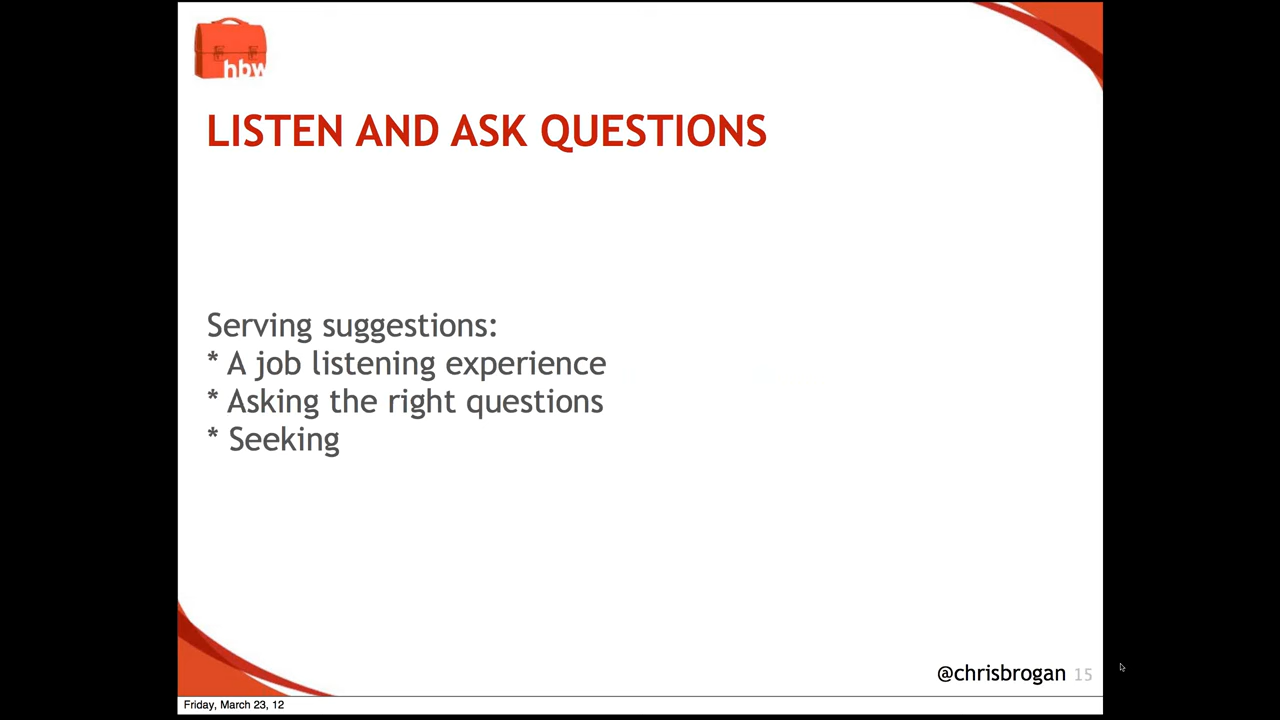 hbw
LISTEN AND ASK QUESTIONS
Serving suggestions:
* A job listening experience
* Asking the right questions
* Seeking
@chrisbrogan 15
Friday, March 23, 12